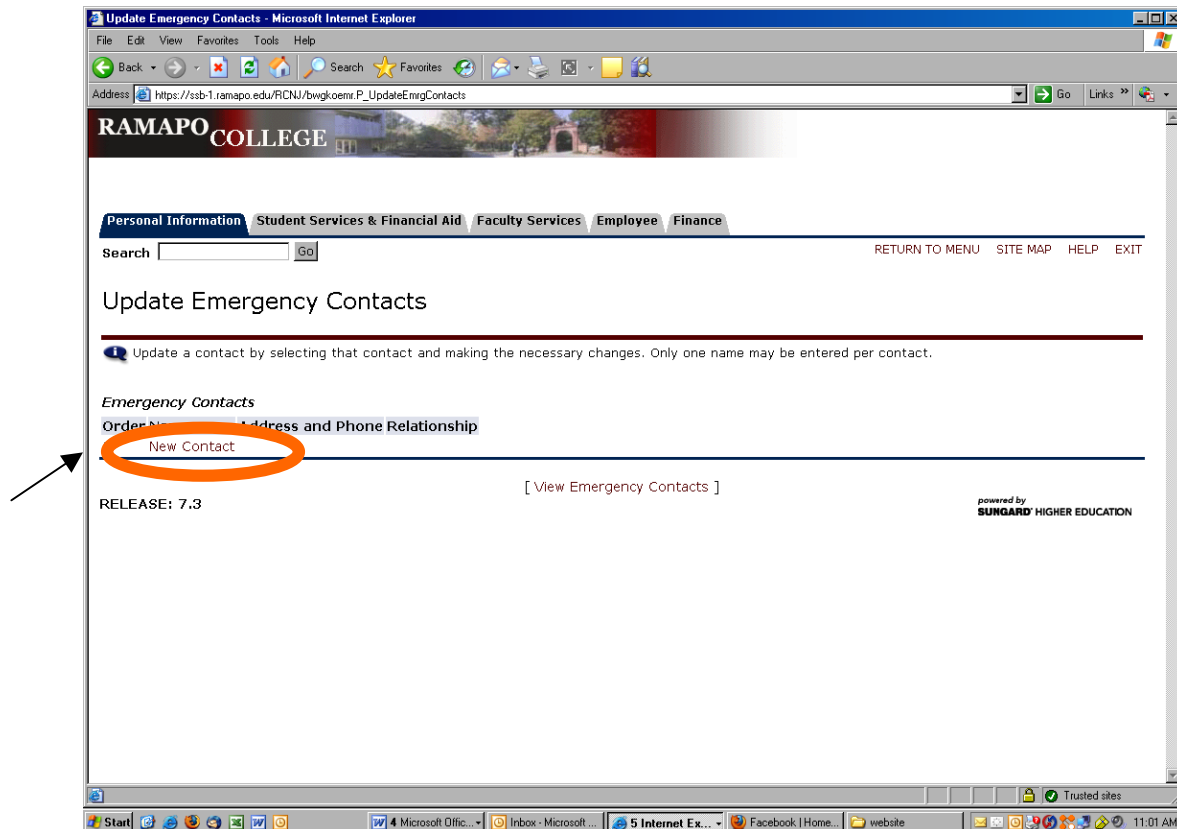 Update Emergency Contacts - Microsoft Internet Explorer
File Edit View Favorites Tools Help
Back Search Favorites
Address https://ssb-1.ramapo.edu/RCNJ/bwgkoemr.P_UpdateEmrgContacts Go Links »
RAMAPO COLLEGE
Personal Information Student Services & Financial Aid Faculty Services Employee Finance
Search Go RETURN TO MENU SITE MAP HELP EXIT
Update Emergency Contacts
Update a contact by selecting that contact and making the necessary changes. Only one name may be entered per contact.
Emergency Contacts
Order Address and Phone Relationship
New Contact
[ View Emergency Contacts ]
RELEASE: 7.3
powered by
SUNGARD' HIGHER EDUCATION
Trusted sites
Start 4 Microsoft Offic... Inbox - Microsoft ... 5 Internet Ex... Facebook | Home... website 11:01 AM